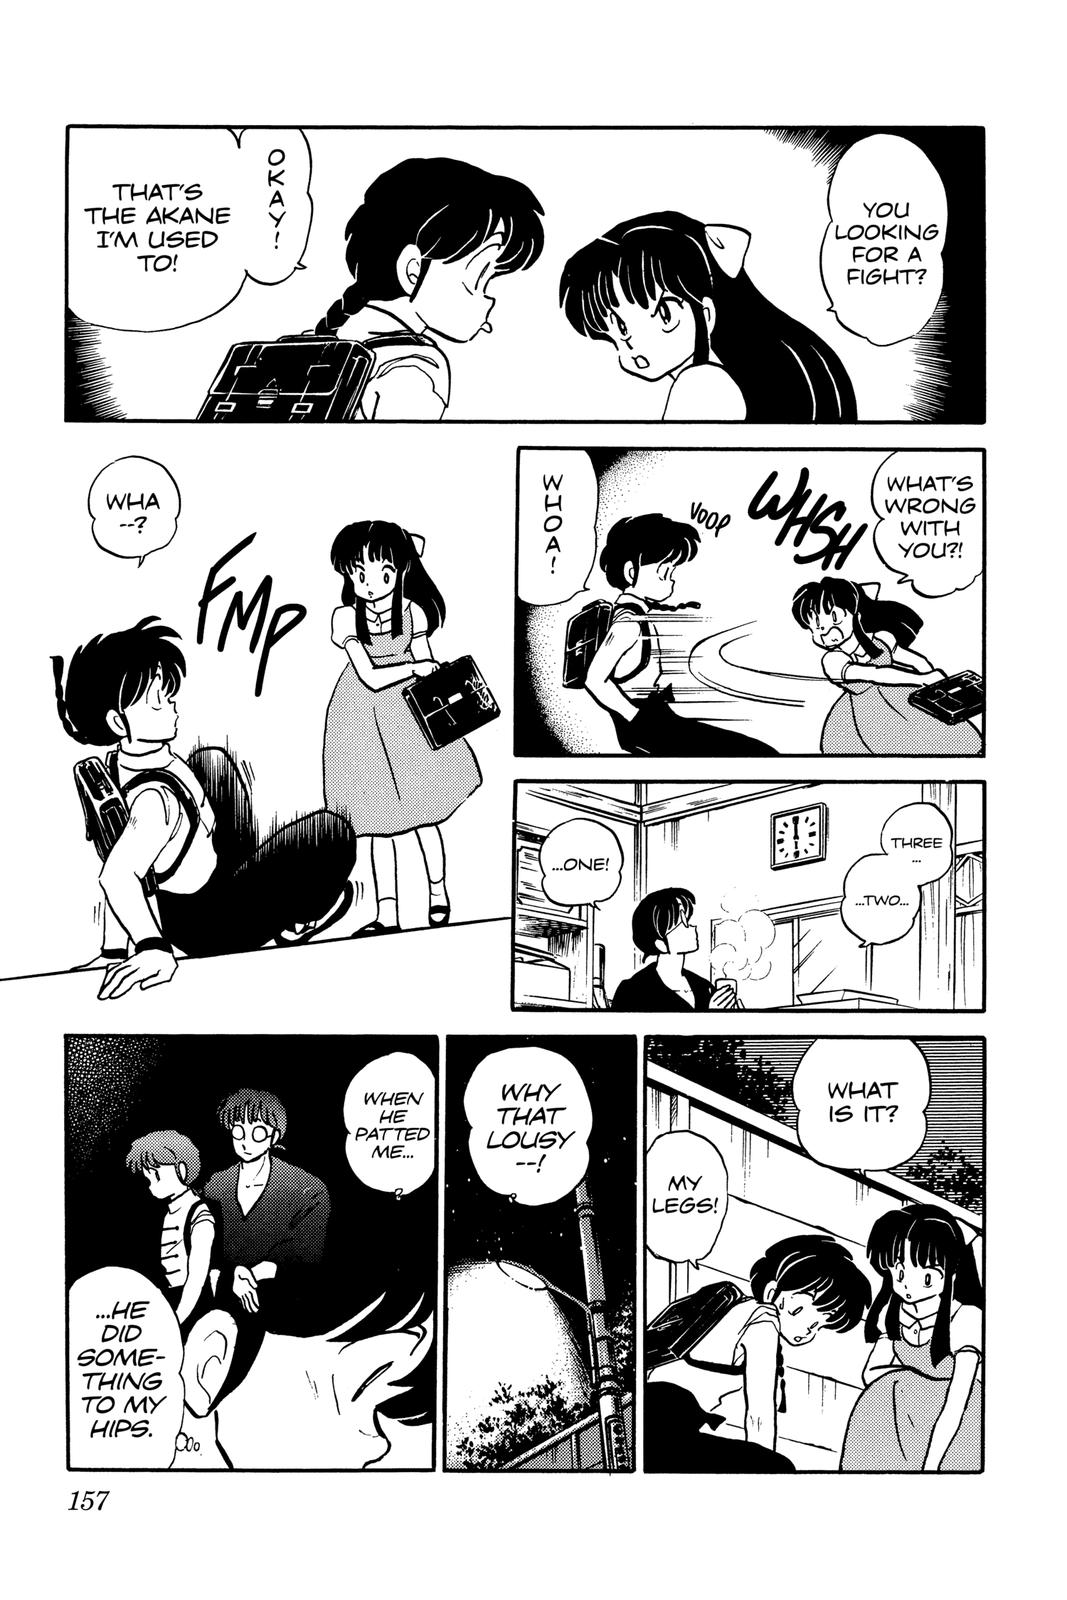 YOU
LOOKING
FOR A
FIGHT?
OKAY!
THAT'S
THE AKANE
I'M USED
TO!
WHAT'S
WRONG
WITH
YOU?!
WHSH
VOOP
WHOA!
THREE
...
...TWO...
...ONE!
FMP
WHA
--?
WHAT
IS IT?
MY
LEGS!
WHY
THAT
LOUSY
--!
WHEN
HE
PATTED
ME...
...HE
DID
SOME-
THING
TO MY
HIPS.
157